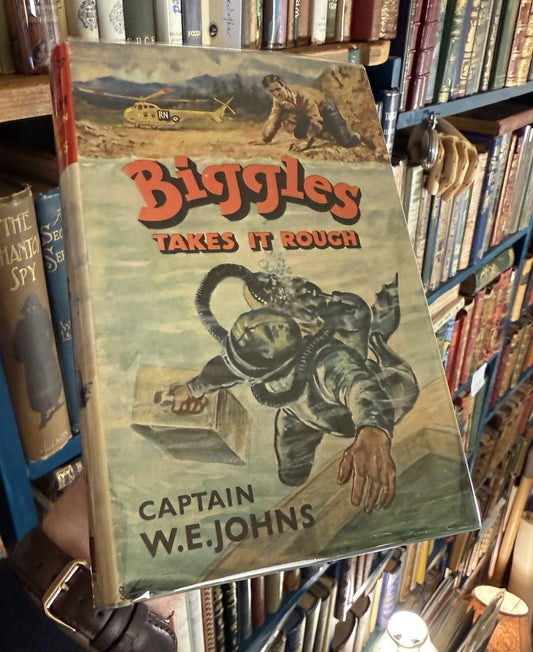 RN
Biggles
TAKES IT ROUGH
CAPTAIN
W.E. JOHNS
THE
PHANTOM
SPY